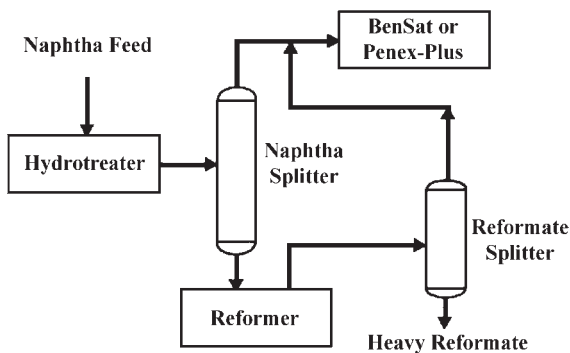 BenSat or
Penex-Plus
Naphtha Feed
Hydrotreater
Naphtha
Splitter
Reformate
Splitter
Reformer
Heavy Reformate